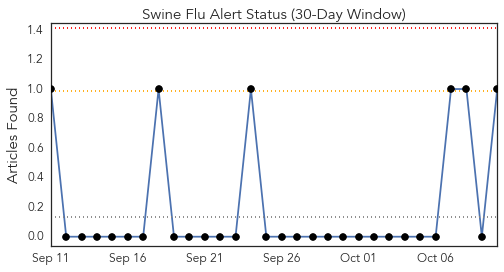 Swine Flu Alert Status (30-Day Window)
Articles Found
1.4
1.2
1.0
0.8
0.6
0.4
0.2
0.0
Sep 11 Sep 16 Sep 21 Sep 26 Oct 01 Oct 06